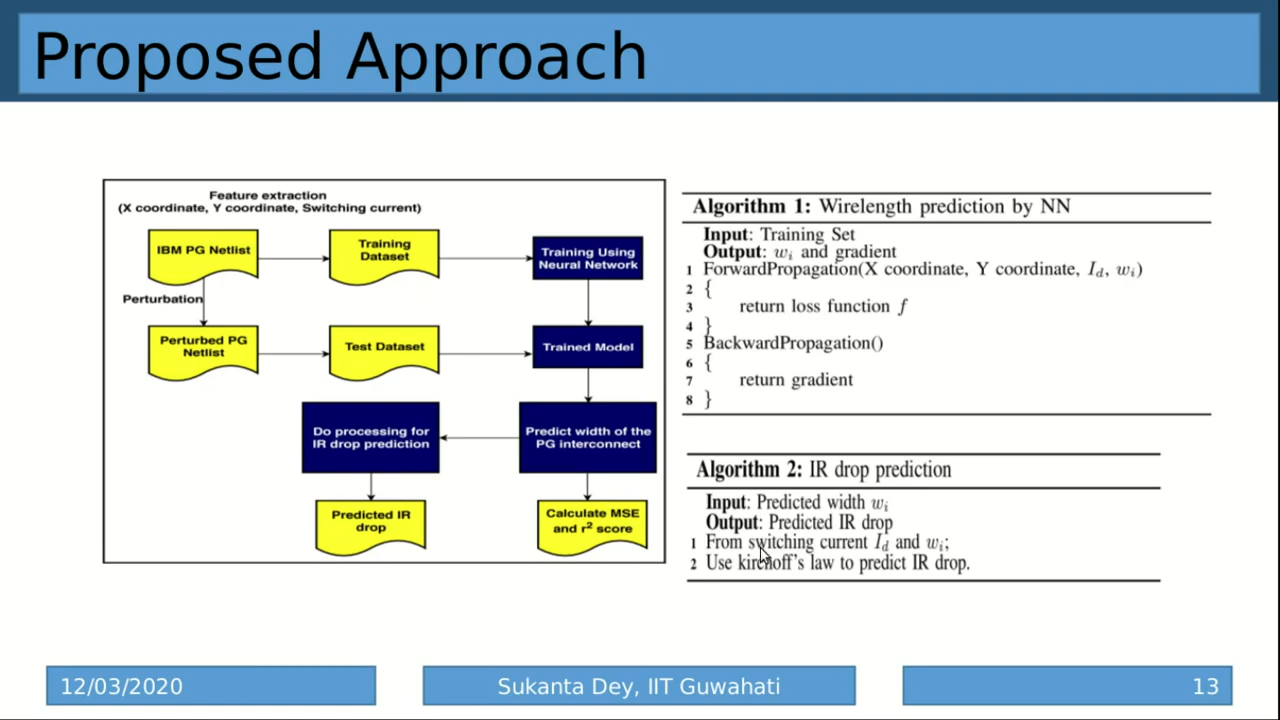 Proposed Approach
Feature extraction
(X coordinate, Y coordinate, Switching current)
IBM PG Netlist
Training
Dataset
Training Using
Neural Network
Perturbation
Perturbed PG
Netlist
Test Dataset
Trained Model
Do processing for
IR drop prediction
Predict width of the
PG interconnect
Predicted IR
drop
Calculate MSE
and r² score
Algorithm 1: Wirelength prediction by NN
Input: Training Set
Output: wᵢ and gradient
1 ForwardPropagation(X coordinate, Y coordinate, I_d, wᵢ)
2 {
3 return loss function f
4 }
5 BackwardPropagation()
6 {
7 return gradient
8 }
Algorithm 2: IR drop prediction
Input: Predicted width wᵢ
Output: Predicted IR drop
1 From switching current I_d and wᵢ;
2 Use kirchoff's law to predict IR drop.
12/03/2020
Sukanta Dey, IIT Guwahati
13